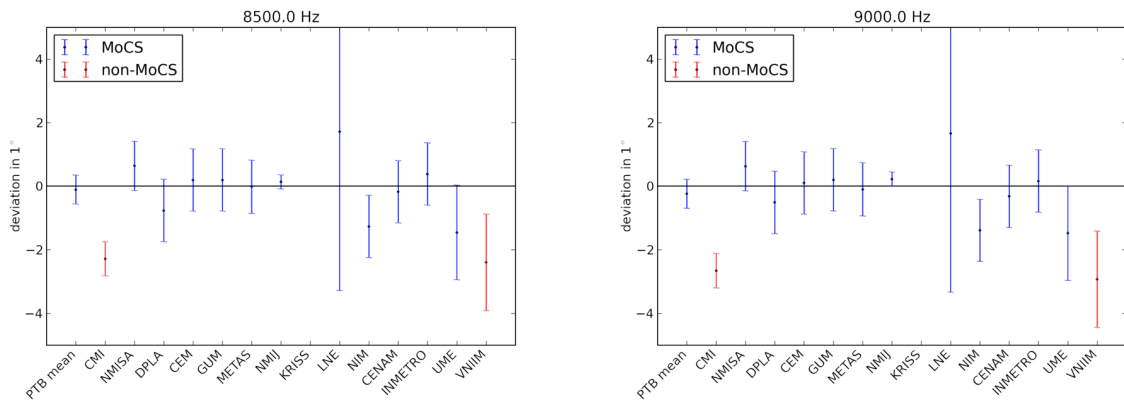 8500.0 Hz
deviation in 1°
4
2
0
−2
−4
MoCS
non-MoCS
PTB mean
CMI
NMISA
DPLA
CEM
GUM
METAS
NMIJ
KRISS
LNE
NIM
CENAM
INMETRO
UME
VNIIM
9000.0 Hz
deviation in 1°
4
2
0
−2
−4
MoCS
non-MoCS
PTB mean
CMI
NMISA
DPLA
CEM
GUM
METAS
NMIJ
KRISS
LNE
NIM
CENAM
INMETRO
UME
VNIIM